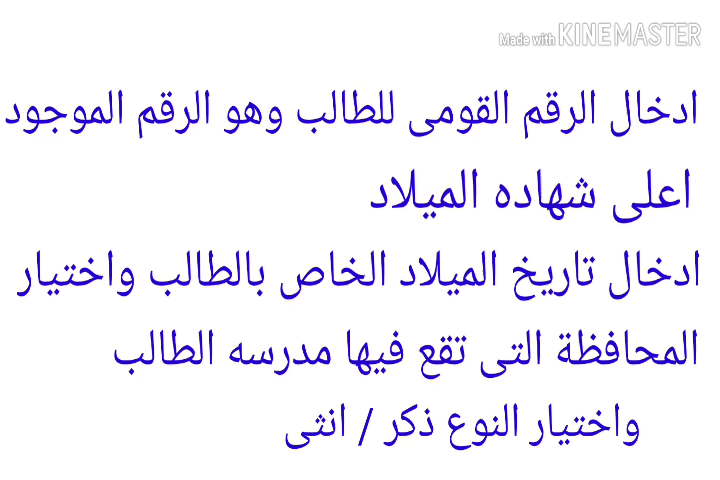 Made with KINEMASTER
ادخال الرقم القومى للطالب وهو الرقم الموجود
اعلى شهاده الميلاد
ادخال تاريخ الميلاد الخاص بالطالب واختيار
المحافظة التى تقع فيها مدرسه الطالب
واختيار النوع ذكر / انثى